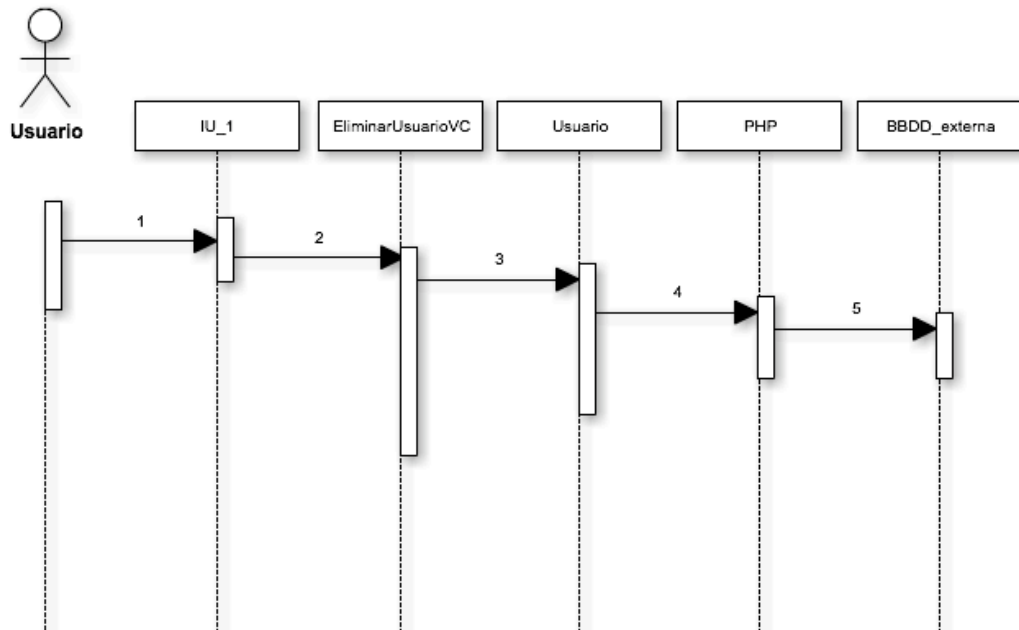 Usuario
IU_1
EliminarUsuarioVC
Usuario
PHP
BBDD_externa
1
2
3
4
5